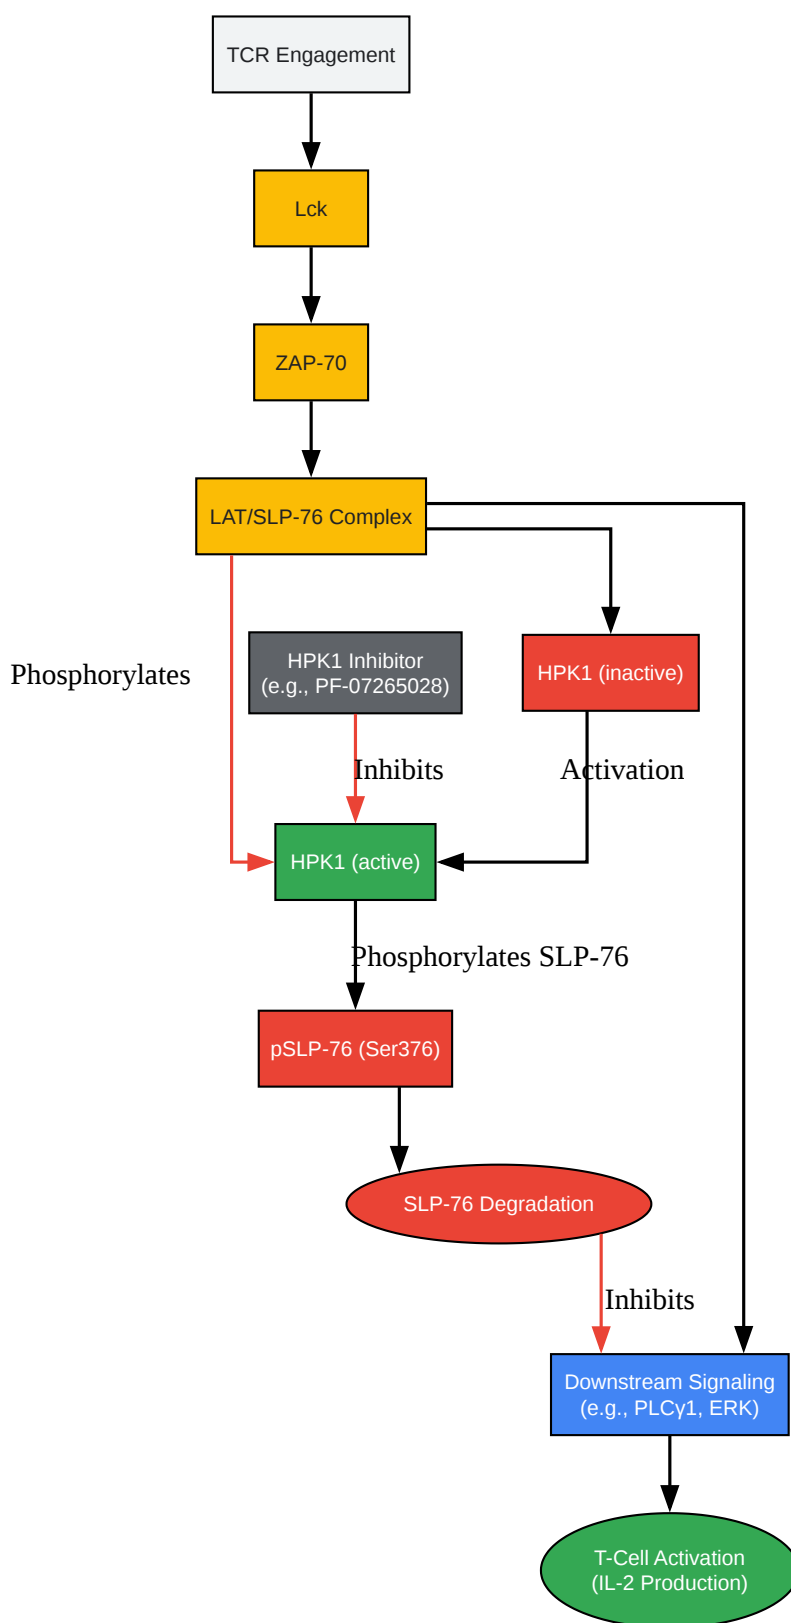 TCR Engagement
Lck
ZAP-70
LAT/SLP-76 Complex
Phosphorylates
HPK1 Inhibitor
(e.g., PF-07265028)
HPK1 (inactive)
Inhibits
Activation
HPK1 (active)
Phosphorylates SLP-76
pSLP-76 (Ser376)
SLP-76 Degradation
Inhibits
Downstream Signaling
(e.g., PLCγ1, ERK)
T-Cell Activation
(IL-2 Production)